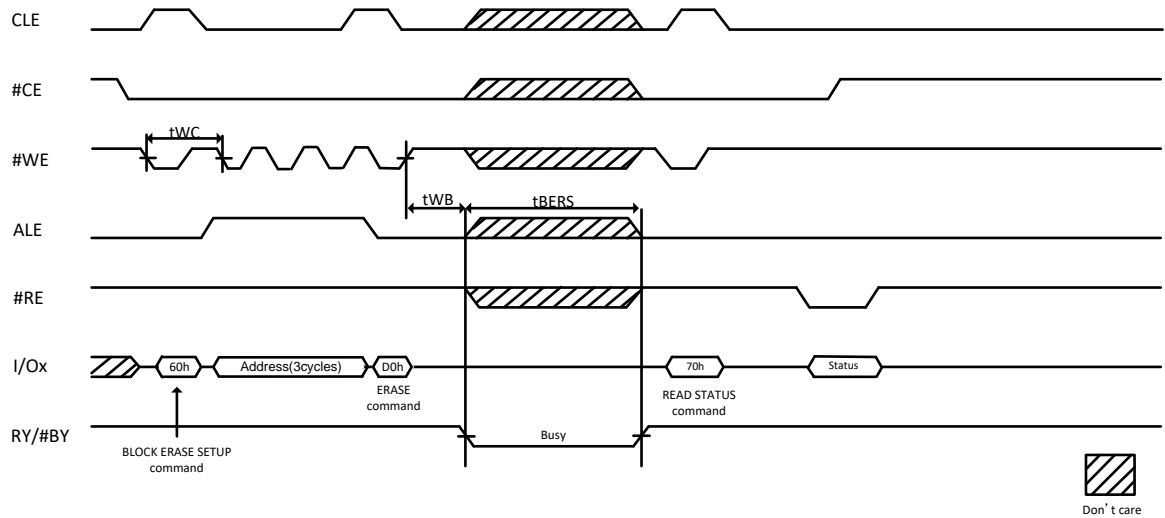 CLE
#CE
tWC
#WE
tWB
tBERS
ALE
#RE
I/Ox
60h
Address(3cycles)
D0h
70h
Status
ERASE
command
READ STATUS
command
RY/#BY
Busy
BLOCK ERASE SETUP
command
Don’t care